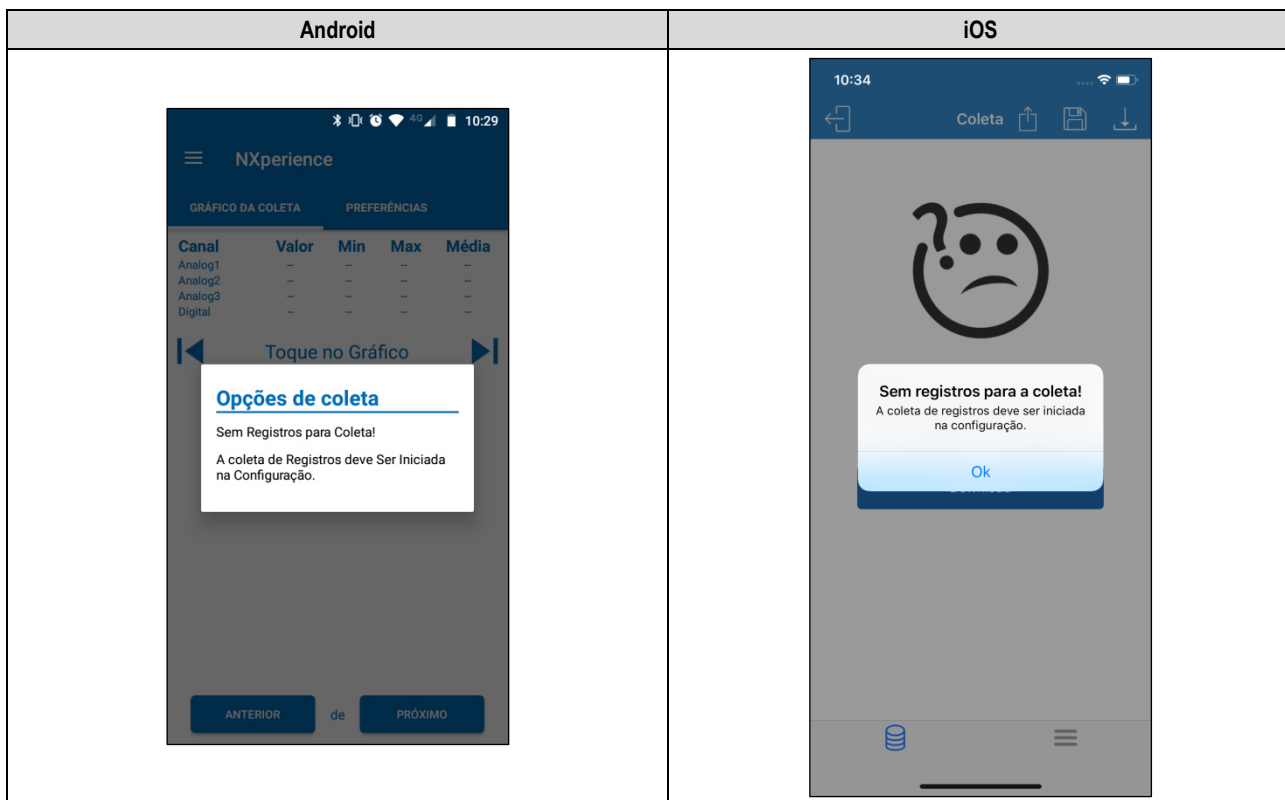 Android
iOS
4G 10:29
NXperience
GRÁFICO DA COLETA PREFERÊNCIAS
Canal Valor Min Max Média
Analog1 -- -- -- --
Analog2 -- -- -- --
Analog3 -- -- -- --
Digital -- -- -- --
Toque no Gráfico
Opções de coleta
Sem Registros para Coleta!
A coleta de Registros deve Ser Iniciada
na Configuração.
ANTERIOR de PRÓXIMO
10:34
Coleta
?
Sem registros para a coleta!
A coleta de registros deve ser iniciada
na configuração.
Ok